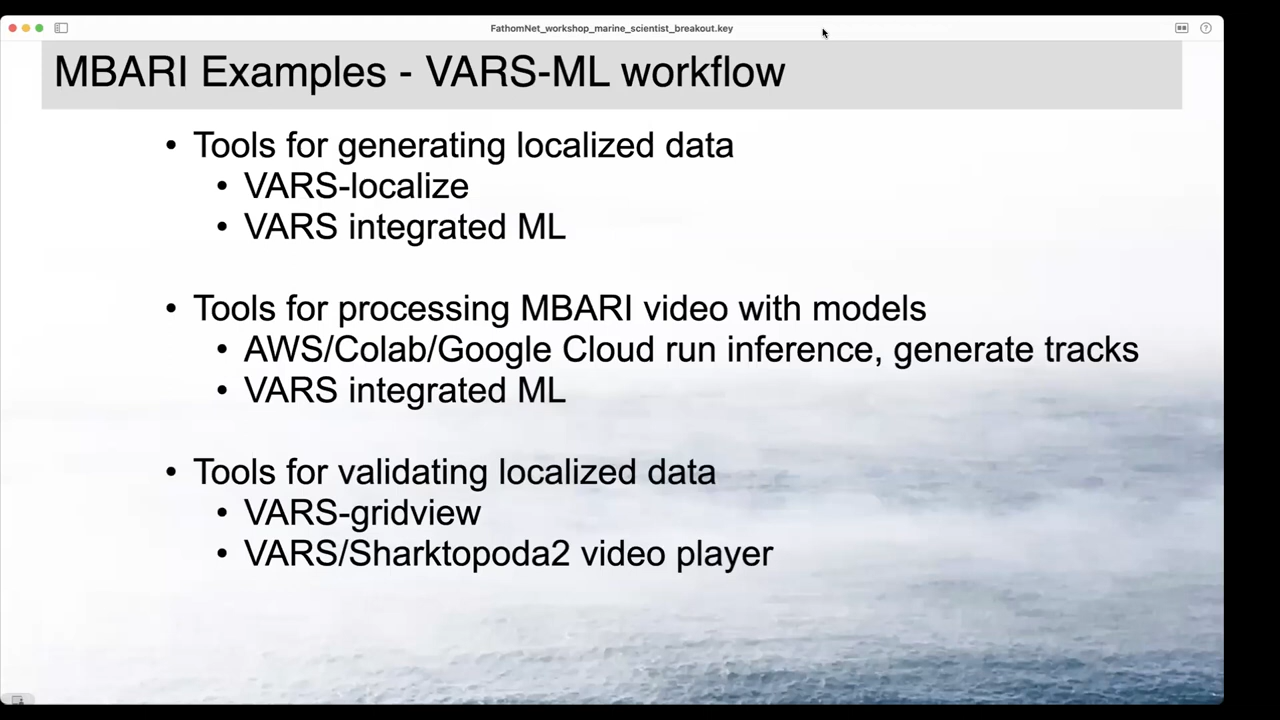 FathomNet_workshop_marine_scientist_breakout.key
MBARI Examples - VARS-ML workflow
• Tools for generating localized data
• VARS-localize
• VARS integrated ML
• Tools for processing MBARI video with models
• AWS/Colab/Google Cloud run inference, generate tracks
• VARS integrated ML
• Tools for validating localized data
• VARS-gridview
• VARS/Sharktopoda2 video player